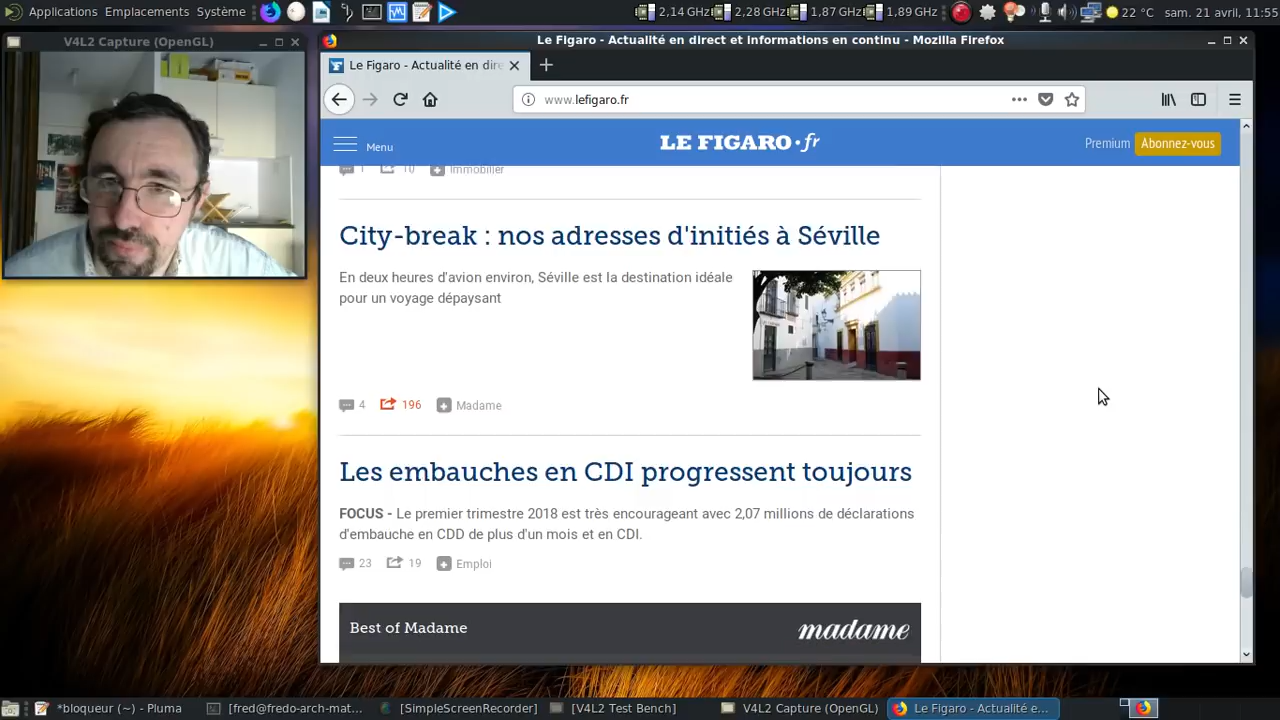 Applications Emplacements Système
2,14 GHz 2,28 GHz 1,87 GHz 1,89 GHz 22 °C sam. 21 avril, 11:55
V4L2 Capture (OpenGL)
Le Figaro - Actualité en direct et informations en continu - Mozilla Firefox
Le Figaro - Actualité en dire
www.lefigaro.fr
Menu
LE FIGARO·fr
Premium Abonnez-vous
1 10 Immobilier
City-break : nos adresses d'initiés à Séville
En deux heures d'avion environ, Séville est la destination idéale
pour un voyage dépaysant
4 196 Madame
Les embauches en CDI progressent toujours
FOCUS - Le premier trimestre 2018 est très encourageant avec 2,07 millions de déclarations
d'embauche en CDD de plus d'un mois et en CDI.
23 19 Emploi
Best of Madame madame
*bloqueur (~) - Pluma [fred@fredo-arch-mat... [SimpleScreenRecorder] [V4L2 Test Bench] V4L2 Capture (OpenGL) Le Figaro - Actualité e...